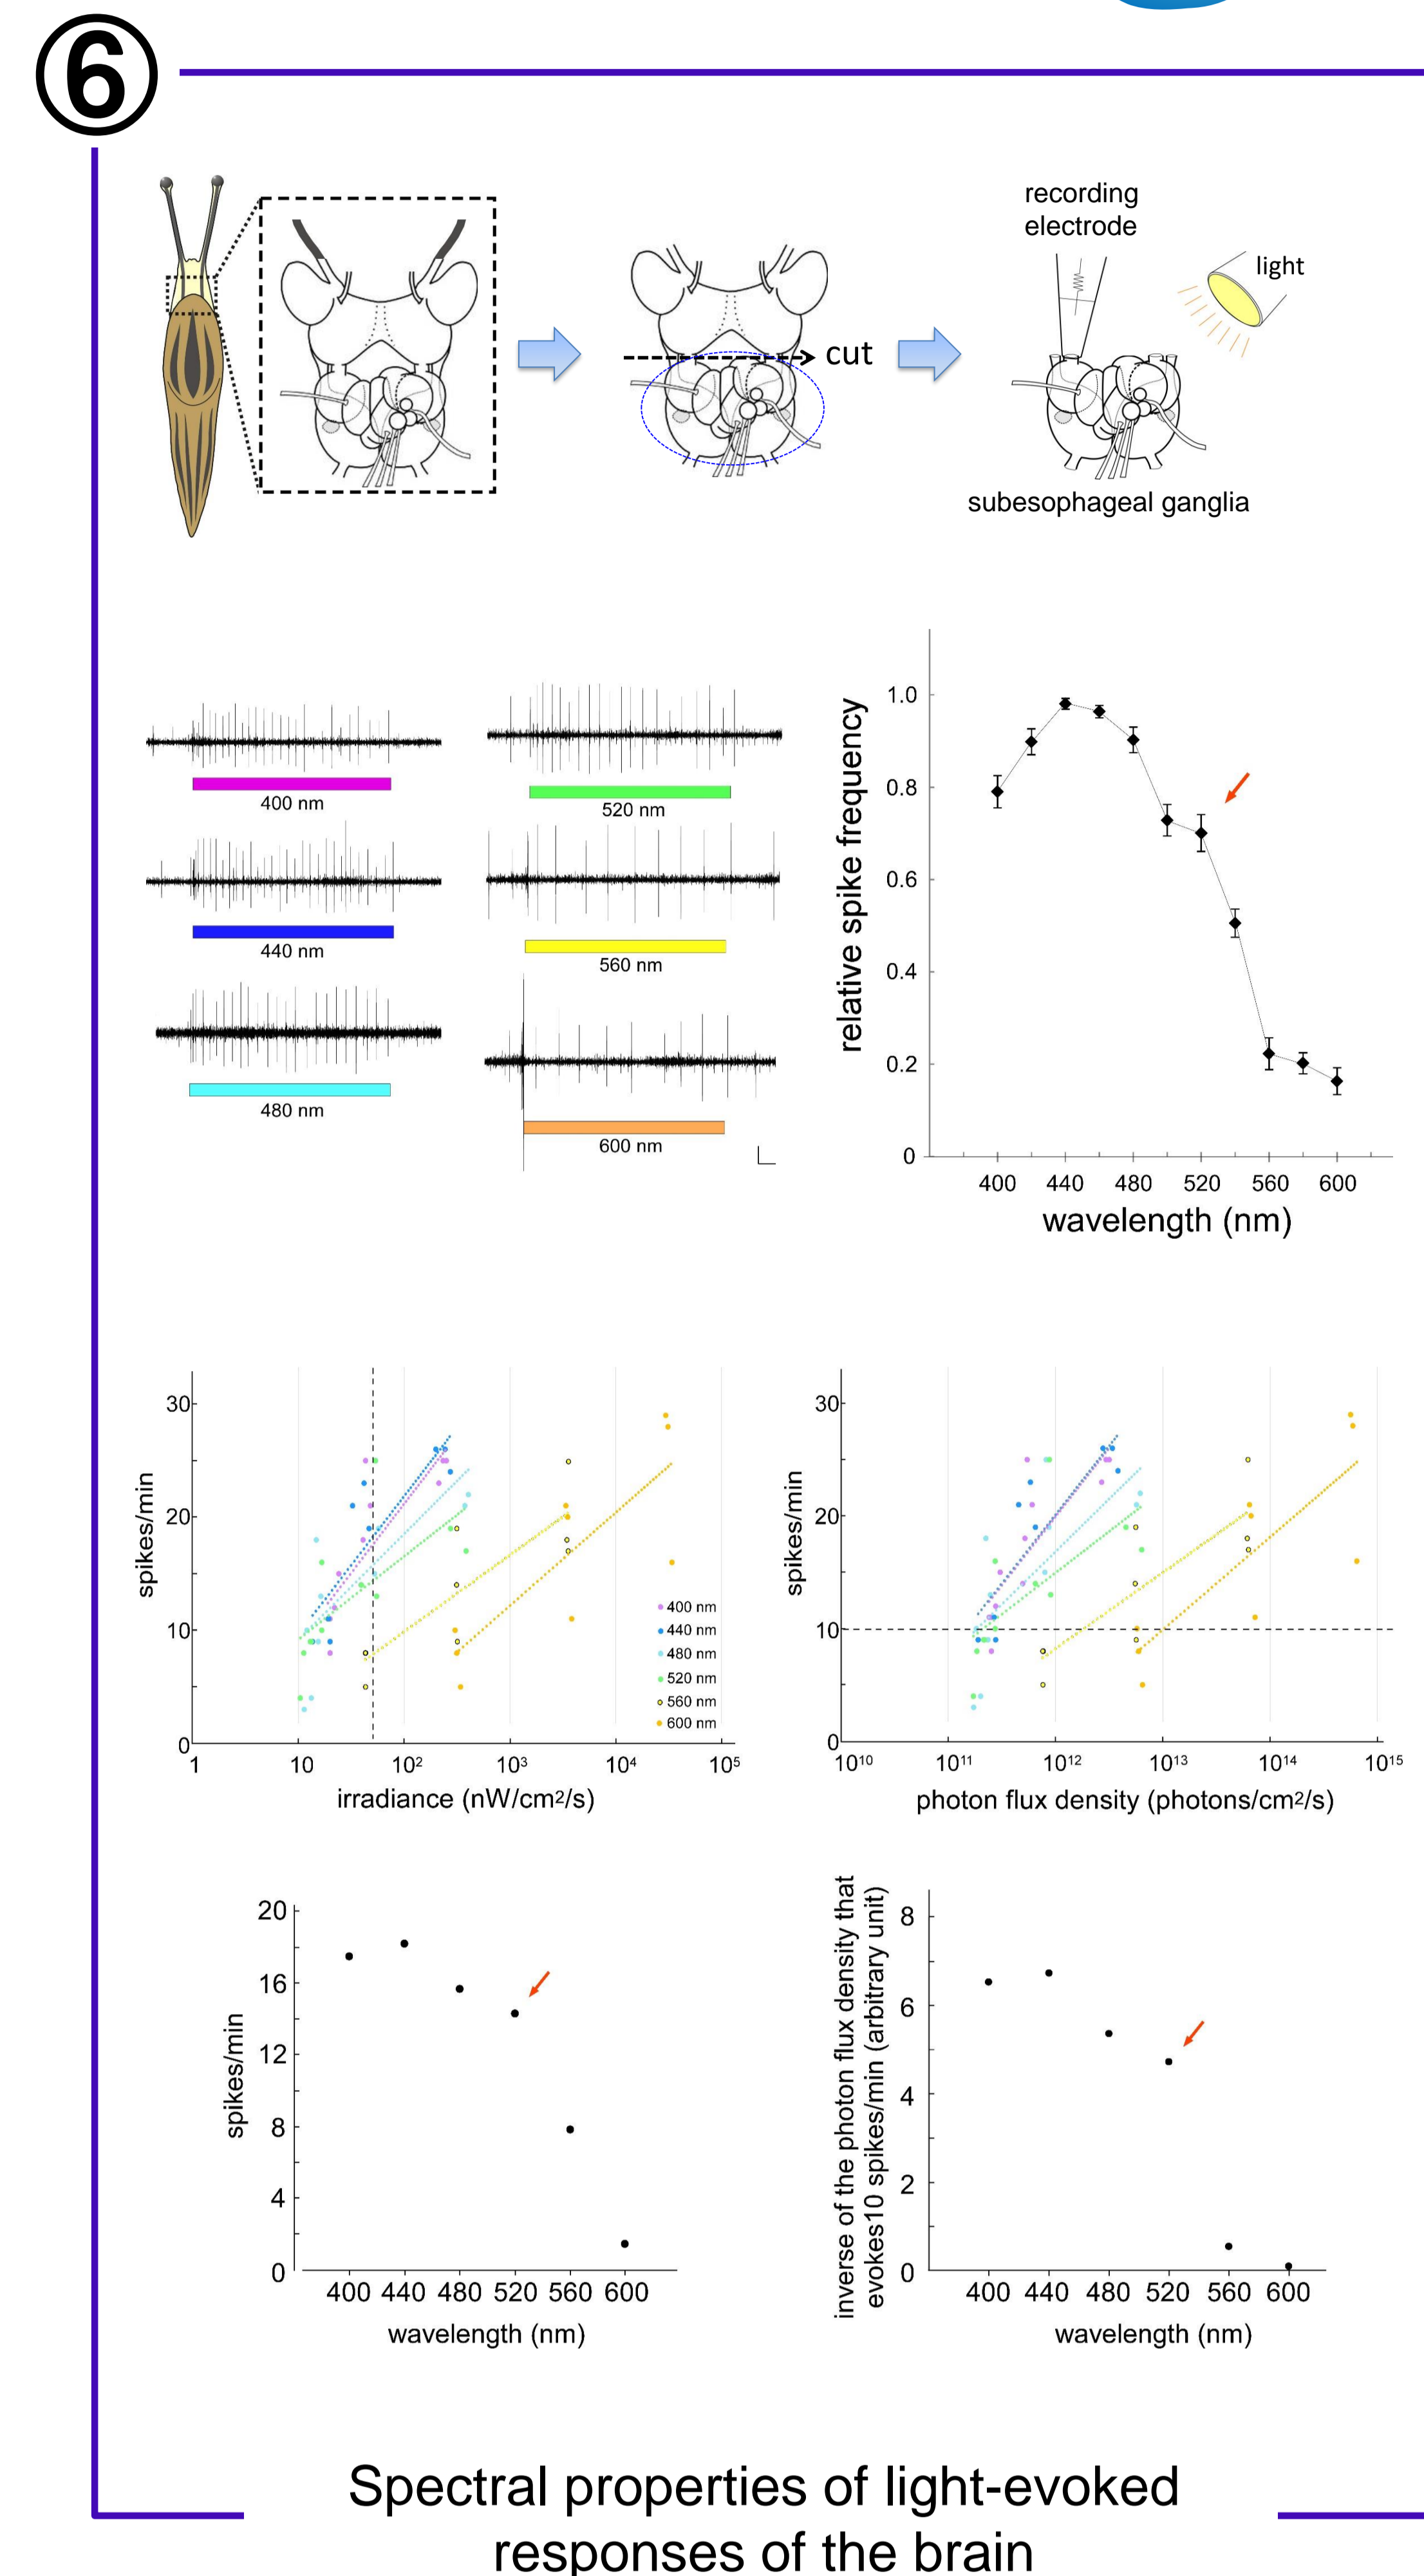 ⑥
recording
electrode
light
cut
subesophageal ganglia
400 nm
440 nm
480 nm
520 nm
560 nm
600 nm
relative spike frequency
1.0
0.8
0.6
0.4
0.2
0
400 440 480 520 560 600
wavelength (nm)
spikes/min
30
20
10
0
1 10 10² 10³ 10⁴ 10⁵
irradiance (nW/cm²/s)
400 nm
440 nm
480 nm
520 nm
560 nm
600 nm
spikes/min
30
20
10
0
10¹⁰ 10¹¹ 10¹² 10¹³ 10¹⁴ 10¹⁵
photon flux density (photons/cm²/s)
spikes/min
20
16
12
8
4
0
400 440 480 520 560 600
wavelength (nm)
inverse of the photon flux density that
evokes10 spikes/min (arbitrary unit)
8
6
4
2
0
400 440 480 520 560 600
wavelength (nm)
Spectral properties of light-evoked
responses of the brain